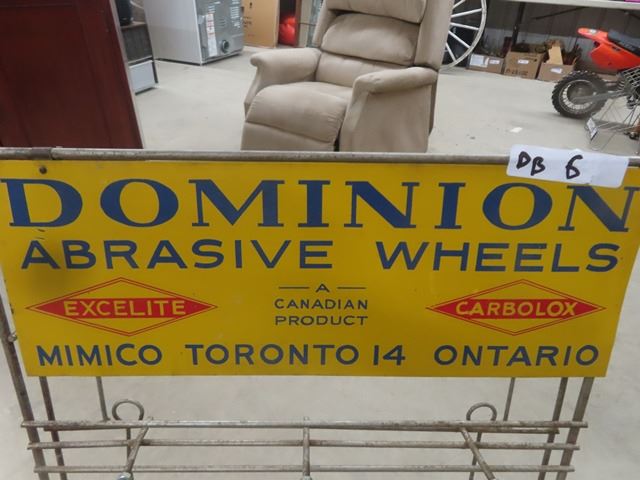 DB 6
DOMINION
ABRASIVE WHEELS
EXCELITE
A
CANADIAN
PRODUCT
CARBOLOX
MIMICO TORONTO 14 ONTARIO